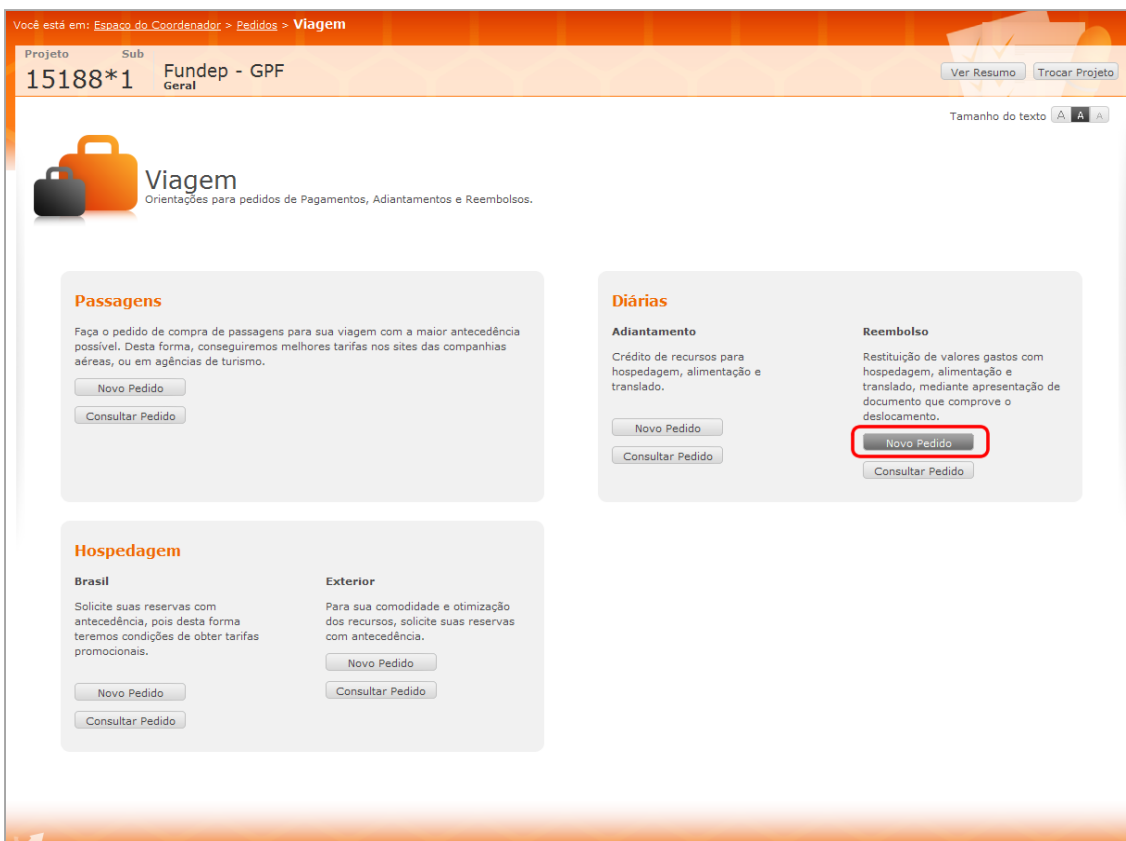 Você está em: Espaço do Coordenador > Pedidos > Viagem
Projeto Sub
15188*1 Fundep - GPF
Geral
Ver Resumo Trocar Projeto
Tamanho do texto A A A
Viagem
Orientações para pedidos de Pagamentos, Adiantamentos e Reembolsos.
Passagens
Faça o pedido de compra de passagens para sua viagem com a maior antecedência
possível. Desta forma, conseguiremos melhores tarifas nos sites das companhias
aéreas, ou em agências de turismo.
Novo Pedido
Consultar Pedido
Diárias
Adiantamento
Crédito de recursos para
hospedagem, alimentação e
translado.
Novo Pedido
Consultar Pedido
Reembolso
Restituição de valores gastos com
hospedagem, alimentação e
translado, mediante apresentação de
documento que comprove o
deslocamento.
Novo Pedido
Consultar Pedido
Hospedagem
Brasil
Solicite suas reservas com
antecedência, pois desta forma
teremos condições de obter tarifas
promocionais.
Novo Pedido
Consultar Pedido
Exterior
Para sua comodidade e otimização
dos recursos, solicite suas reservas
com antecedência.
Novo Pedido
Consultar Pedido